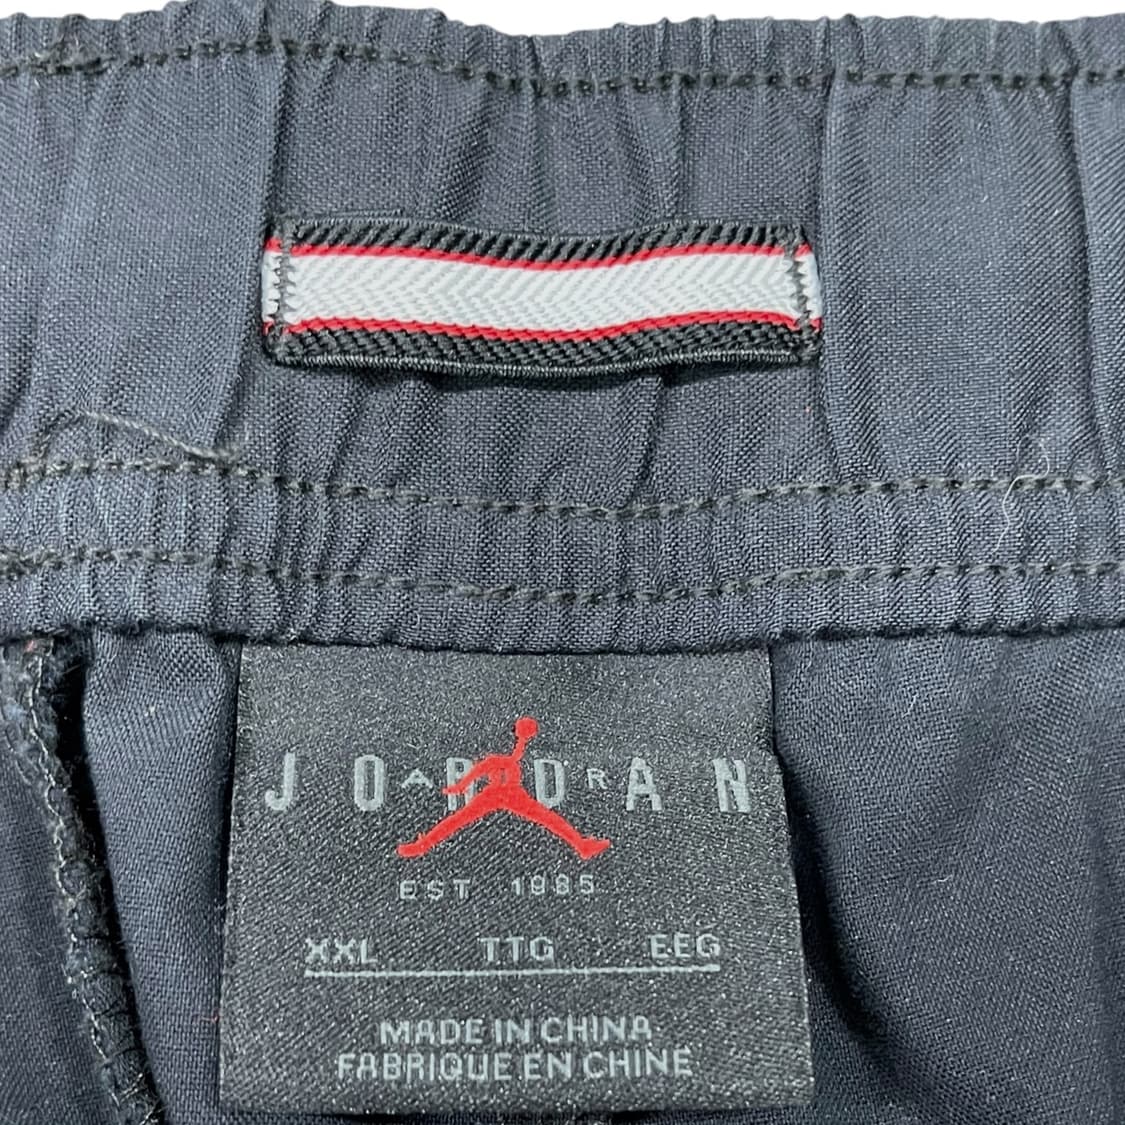 JORDAN
AIR
EST. 1985
XXL TTG EEG
MADE IN CHINA
FABRIQUE EN CHINE